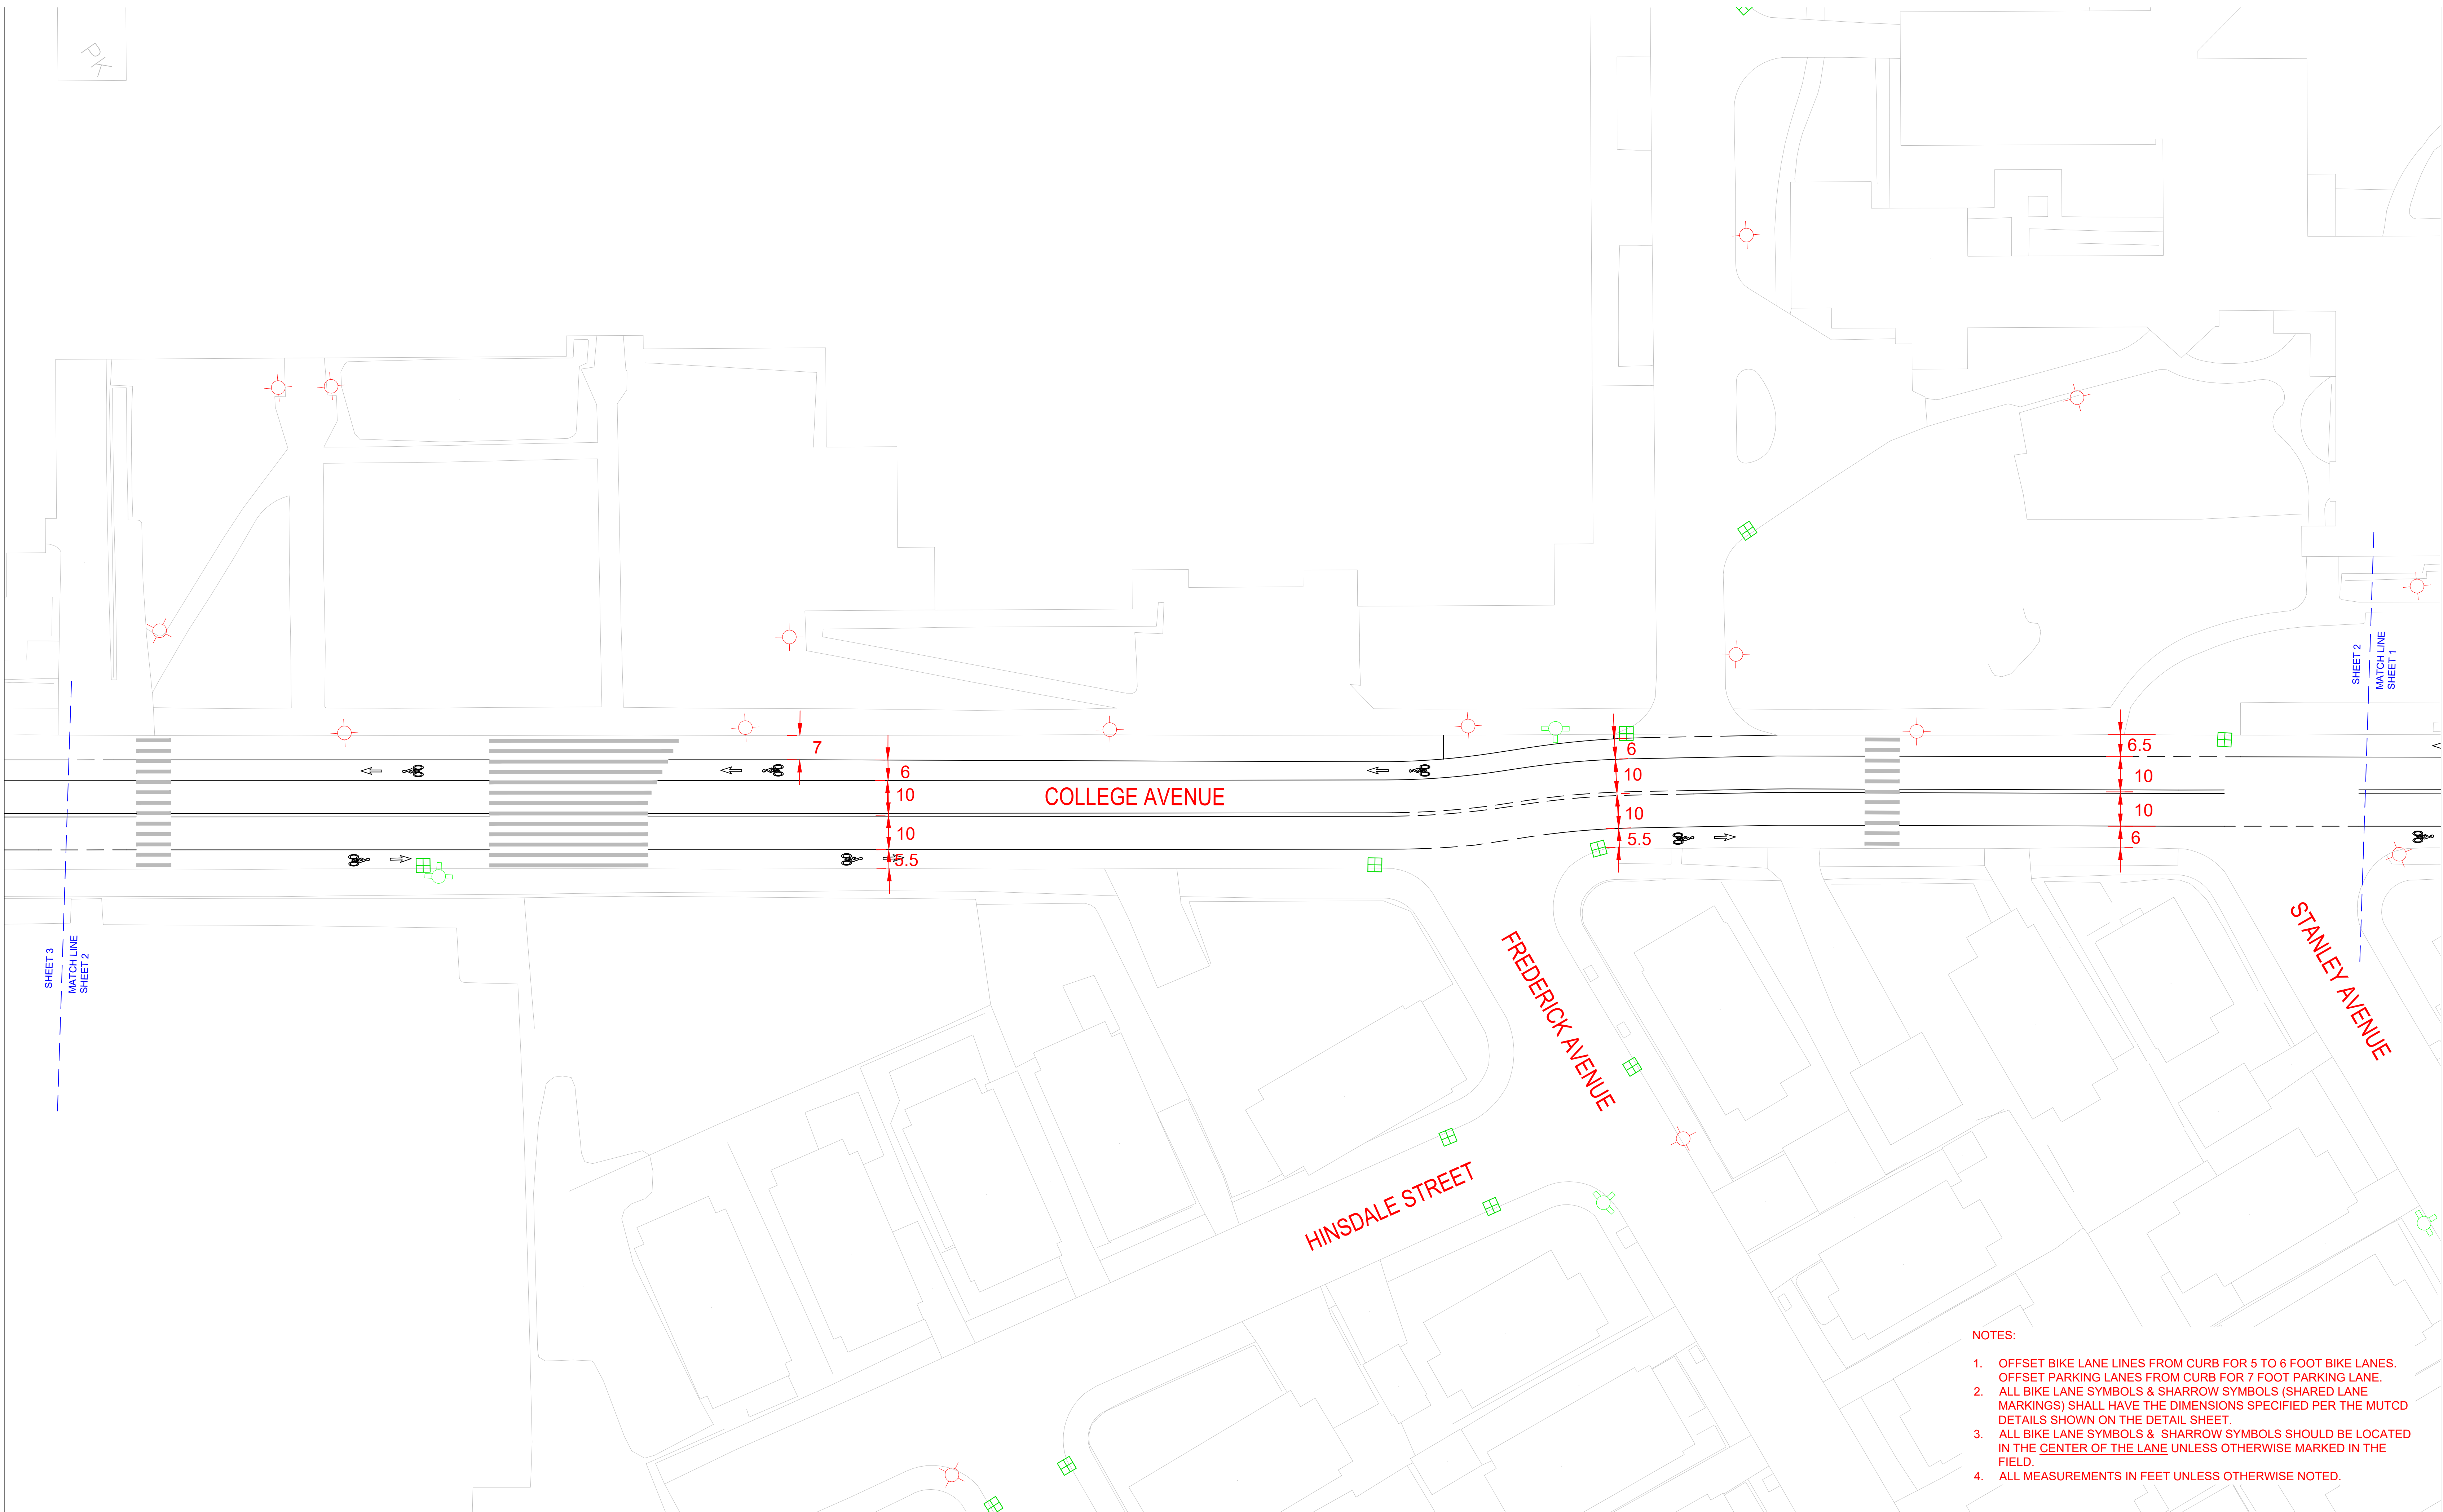 PK
SHEET 2
MATCH LINE
SHEET 1
7
6
10
10
5.5
6
10
10
5.5
6.5
10
10
6
COLLEGE AVENUE
SHEET 3
MATCH LINE
SHEET 2
FREDERICK AVENUE
STANLEY AVENUE
HINSDALE STREET
NOTES:
1. OFFSET BIKE LANE LINES FROM CURB FOR 5 TO 6 FOOT BIKE LANES.
OFFSET PARKING LANES FROM CURB FOR 7 FOOT PARKING LANE.
2. ALL BIKE LANE SYMBOLS & SHARROW SYMBOLS (SHARED LANE
MARKINGS) SHALL HAVE THE DIMENSIONS SPECIFIED PER THE MUTCD
DETAILS SHOWN ON THE DETAIL SHEET.
3. ALL BIKE LANE SYMBOLS & SHARROW SYMBOLS SHOULD BE LOCATED
IN THE CENTER OF THE LANE UNLESS OTHERWISE MARKED IN THE
FIELD.
4. ALL MEASUREMENTS IN FEET UNLESS OTHERWISE NOTED.